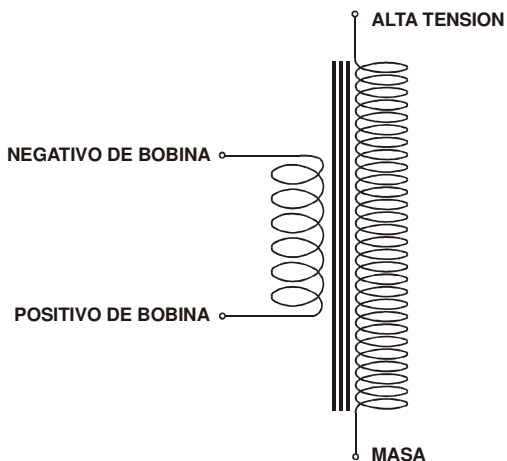 ALTA TENSION
NEGATIVO DE BOBINA
POSITIVO DE BOBINA
MASA